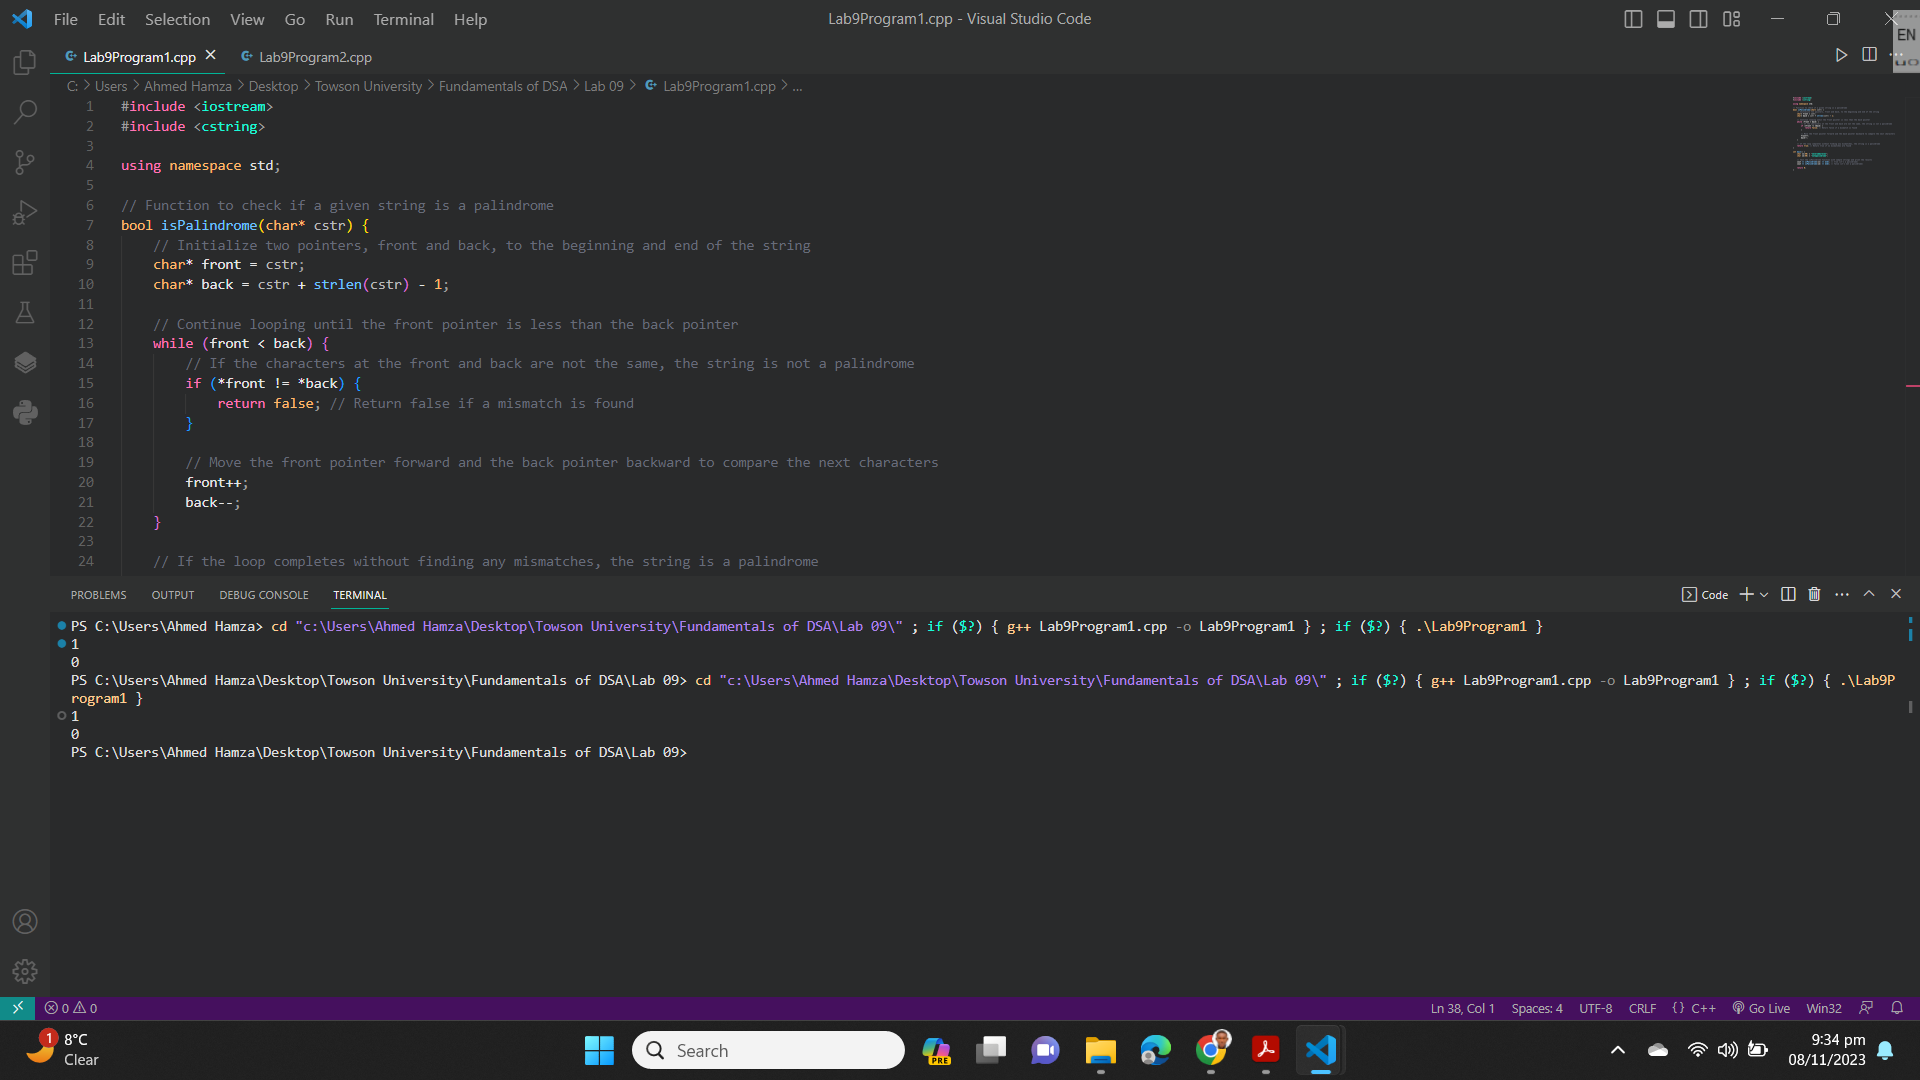 File Edit Selection View Go Run Terminal Help
Lab9Program1.cpp - Visual Studio Code
EN
Lab9Program1.cpp Lab9Program2.cpp
C: > Users > Ahmed Hamza > Desktop > Towson University > Fundamentals of DSA > Lab 09 > Lab9Program1.cpp > ...
1 #include <iostream>
2 #include <cstring>
3
4 using namespace std;
5
6 // Function to check if a given string is a palindrome
7 bool isPalindrome(char* cstr) {
8 // Initialize two pointers, front and back, to the beginning and end of the string
9 char* front = cstr;
10 char* back = cstr + strlen(cstr) - 1;
11
12 // Continue looping until the front pointer is less than the back pointer
13 while (front < back) {
14 // If the characters at the front and back are not the same, the string is not a palindrome
15 if (*front != *back) {
16 return false; // Return false if a mismatch is found
17 }
18
19 // Move the front pointer forward and the back pointer backward to compare the next characters
20 front++;
21 back--;
22 }
23
24 // If the loop completes without finding any mismatches, the string is a palindrome
PROBLEMS OUTPUT DEBUG CONSOLE TERMINAL
Code
PS C:\Users\Ahmed Hamza> cd "c:\Users\Ahmed Hamza\Desktop\Towson University\Fundamentals of DSA\Lab 09\" ; if ($?) { g++ Lab9Program1.cpp -o Lab9Program1 } ; if ($?) { .\Lab9Program1 }
1
0
PS C:\Users\Ahmed Hamza\Desktop\Towson University\Fundamentals of DSA\Lab 09> cd "c:\Users\Ahmed Hamza\Desktop\Towson University\Fundamentals of DSA\Lab 09\" ; if ($?) { g++ Lab9Program1.cpp -o Lab9Program1 } ; if ($?) { .\Lab9P
rogram1 }
1
0
PS C:\Users\Ahmed Hamza\Desktop\Towson University\Fundamentals of DSA\Lab 09>
0 0
Ln 38, Col 1 Spaces: 4 UTF-8 CRLF {} C++ Go Live Win32
1
8°C
Clear
Search
PRE
9:34 pm
08/11/2023